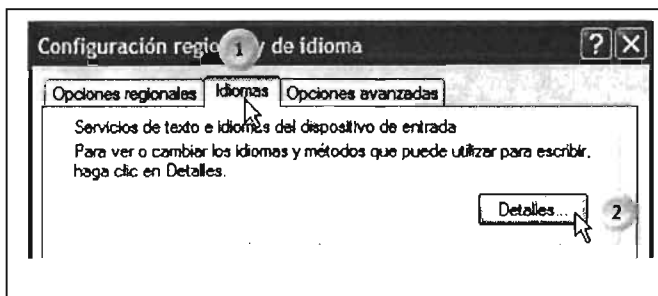 Configuración regio 1 y de idioma ? X
Opciones regionales Idiomas Opciones avanzadas
Servicios de texto e idiomas del dispositivo de entrada
Para ver o cambiar los idiomas y métodos que puede utilizar para escribir,
haga clic en Detalles.
Detalles... 2